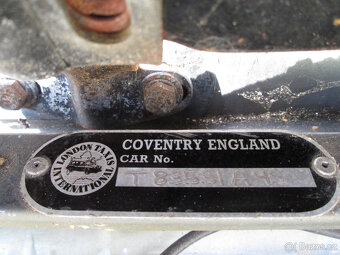 COVENTRY ENGLAND
CAR No.
LONDON TAXIS
INTERNATIONAL